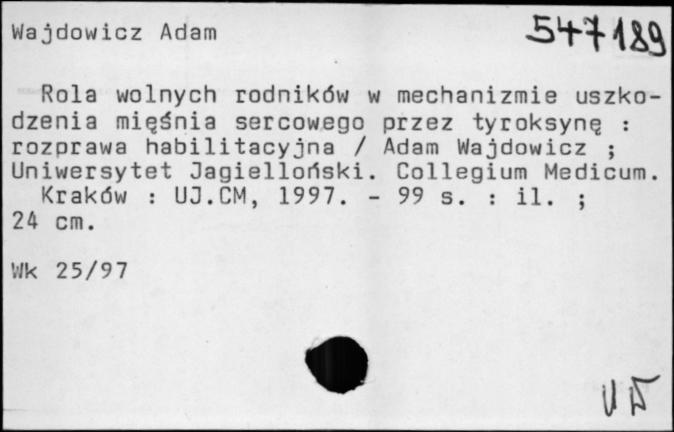 Wajdowicz Adam
547189
Rola wolnych rodników w mechanizmie uszko-
dzenia mięśnia sercowego przez tyroksynę :
rozprawa habilitacyjna / Adam Wajdowicz ;
Uniwersytet Jagielloński. Collegium Medicum.
Kraków : UJ.CM, 1997. - 99 s. : il. ;
24 cm.
Wk 25/97